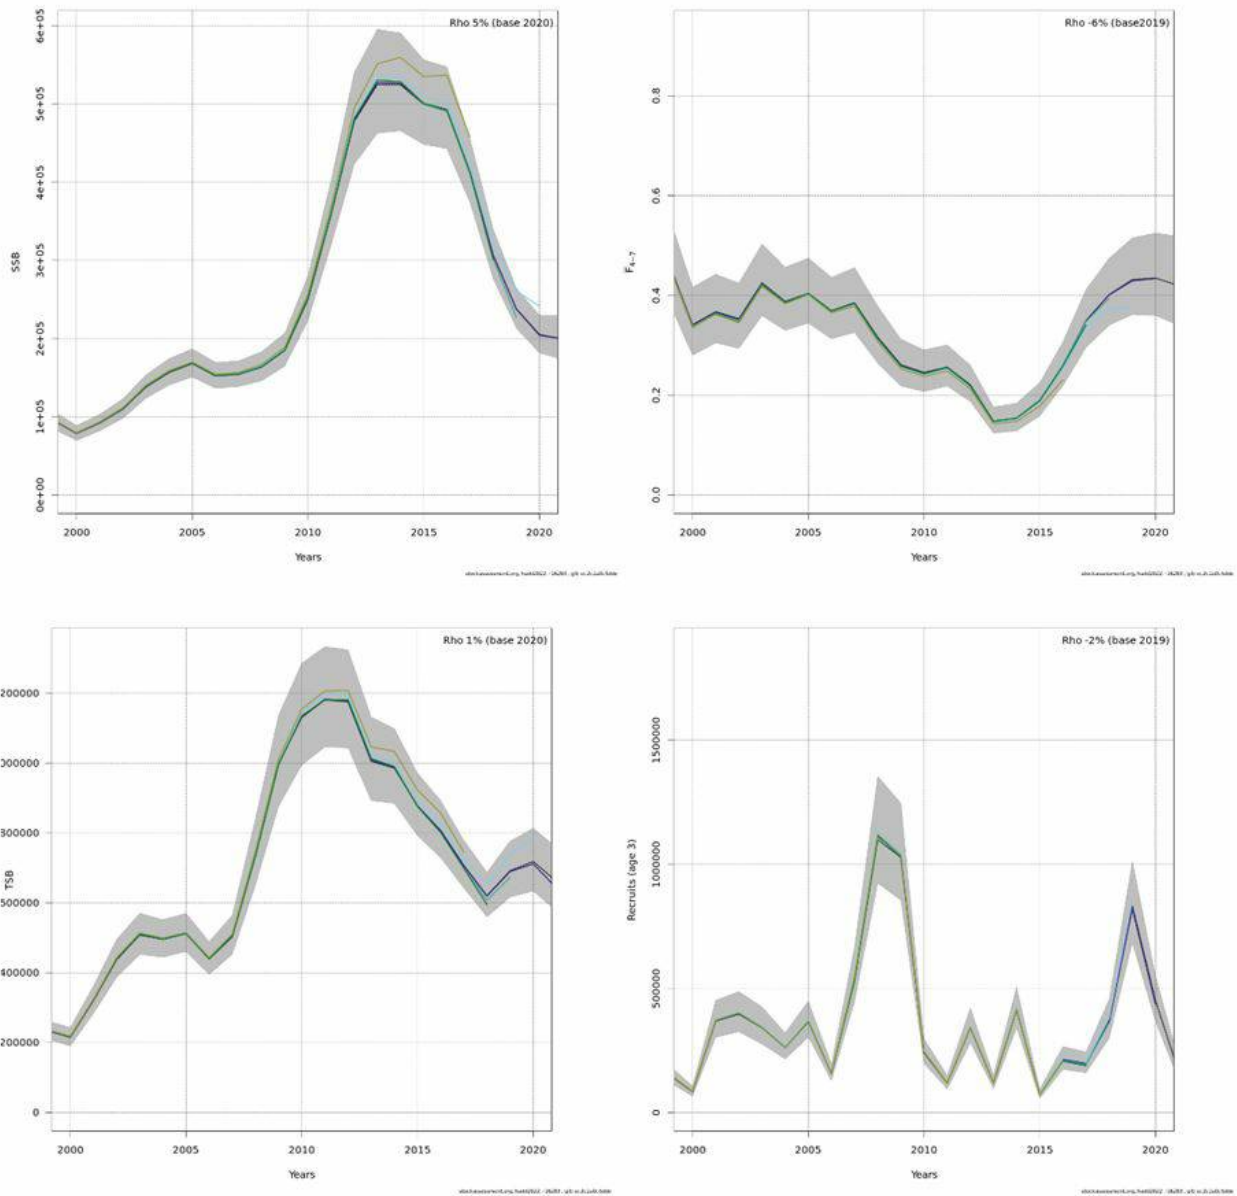 Rho 5% (base 2020)
6e+05
5e+05
4e+05
3e+05
2e+05
1e+05
0e+00
SSB
2000 2005 2010 2015 2020
Years
Rho -6% (base2019)
0.8
0.6
0.4
0.2
0.0
F4-7
2000 2005 2010 2015 2020
Years
Rho 1% (base 2020)
200000
000000
800000
600000
400000
200000
0
TSB
2000 2005 2010 2015 2020
Years
Rho -2% (base 2019)
1500000
1000000
500000
0
Recruits (age 3)
2000 2005 2010 2015 2020
Years